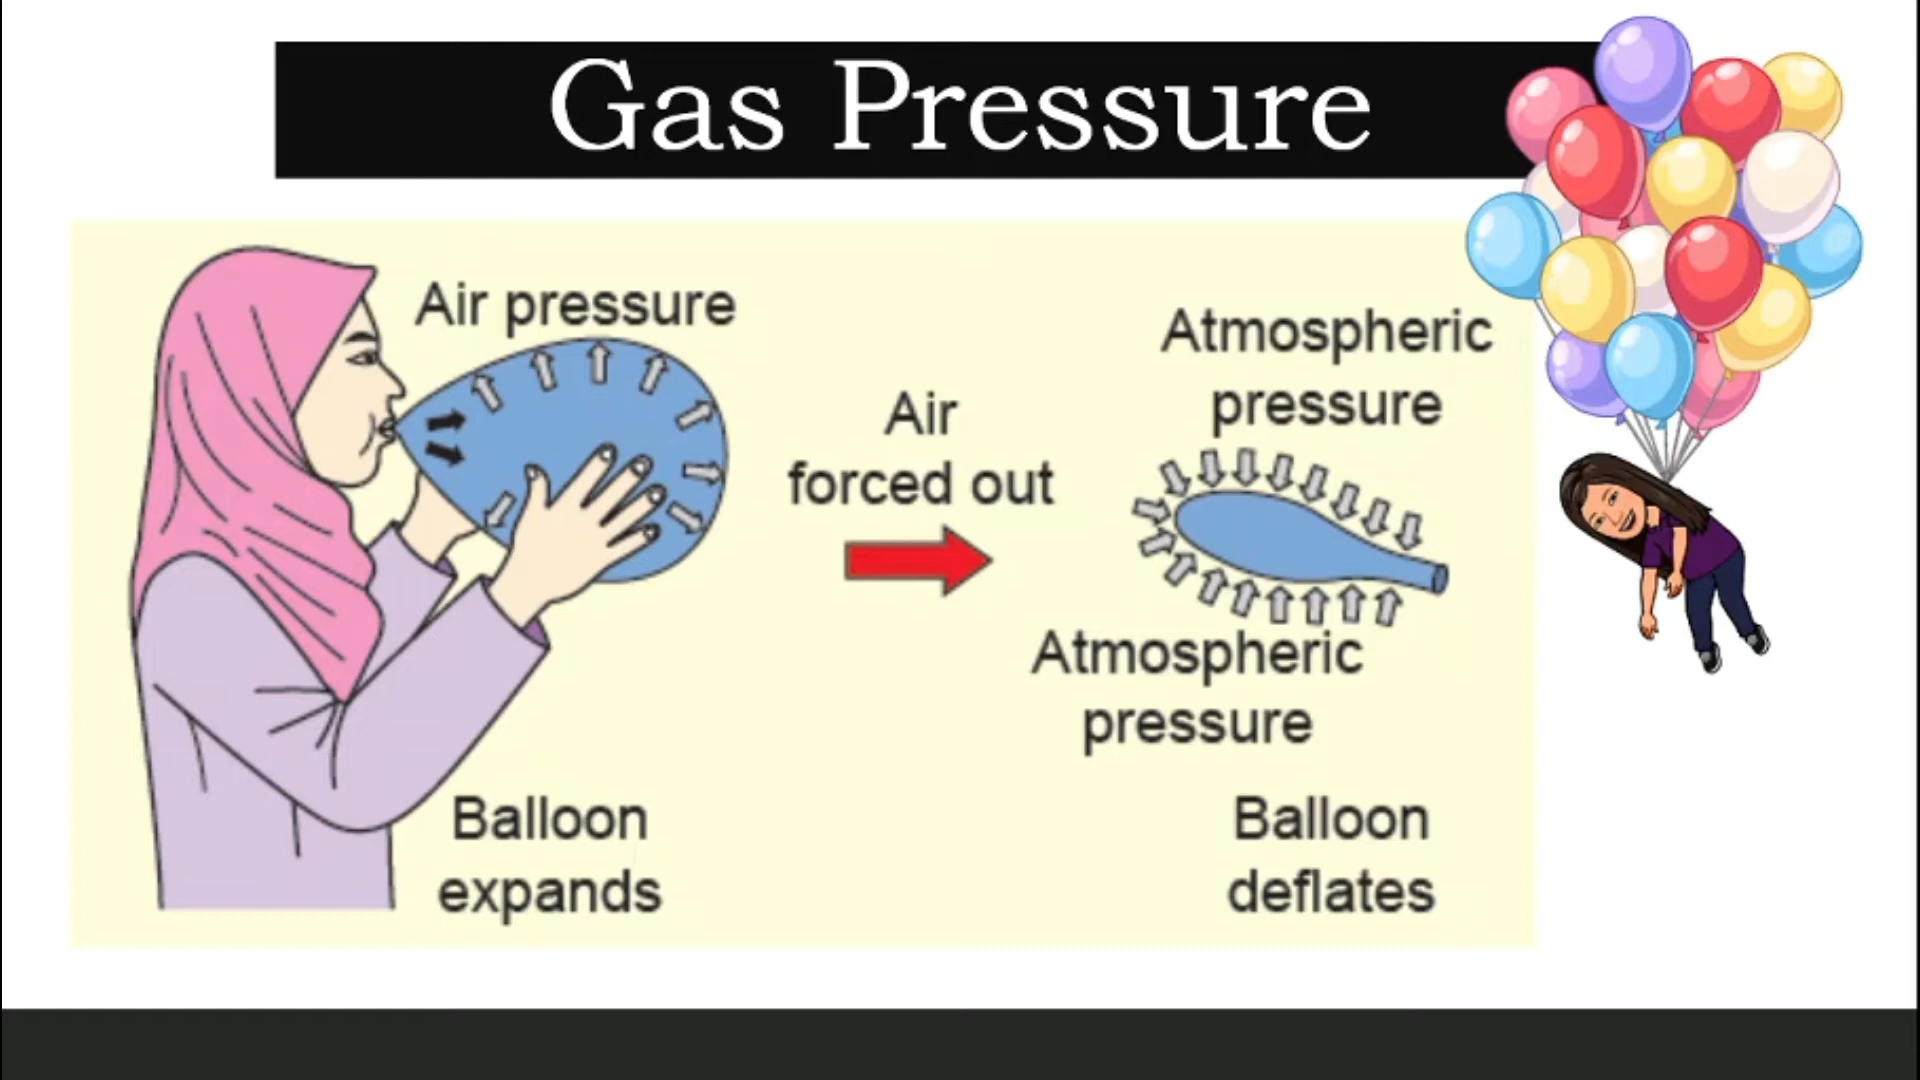 Gas Pressure
Air pressure
Balloon
expands
Air
forced out
Atmospheric
pressure
Atmospheric
pressure
Balloon
deflates